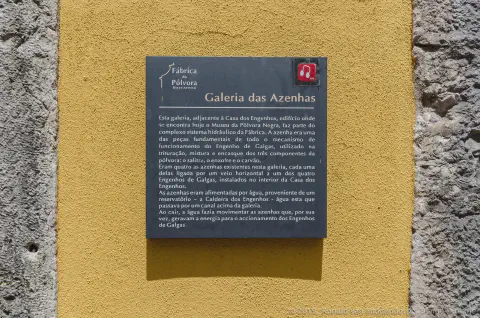 Fábrica
da
Pólvora
Barcarena
Galeria das Azenhas
Esta galeria, adjacente à Casa dos Engenhos, edifício onde
se encontra hoje o Museu da Pólvora Negra, faz parte do
complexo sistema hidráulico da Fábrica. A azenha era uma
das peças fundamentais de todo o mecanismo de
funcionamento do Engenho de Galgas, utilizado na
trituração, mistura e encasque dos três componentes da
pólvora: o salitre, o enxofre e o carvão.
Eram quatro as azenhas existentes nesta galeria, cada uma
delas ligada por um veio horizontal a um dos quatro
Engenhos de Galgas, instalados no interior da Casa dos
Engenhos.
As azenhas eram alimentadas por água, proveniente de um
reservatório – a Caldeira dos Engenhos - água esta que
passava por um canal acima da galeria.
Ao cair, a água fazia movimentar as azenhas que, por sua
vez, geravam a energia para o accionamento dos Engenhos
de Galgas.